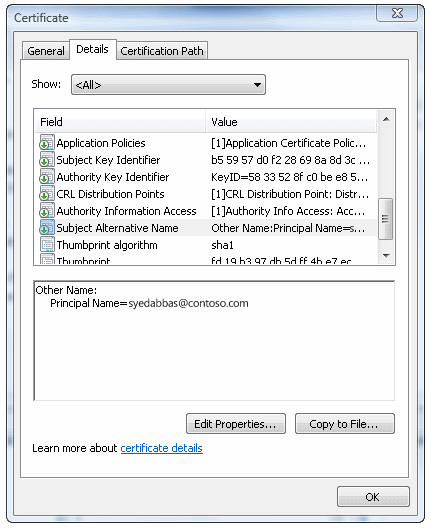 Certificate
General Details Certification Path
Show: <All>
Field Value
Application Policies [1]Application Certificate Polic...
Subject Key Identifier b5 59 57 d0 f2 28 69 8a 8d 3c ...
Authority Key Identifier KeyID=58 33 52 8f c0 be e8 5...
CRL Distribution Points [1]CRL Distribution Point: Distr...
Authority Information Access [1]Authority Info Access: Acc...
Subject Alternative Name Other Name:Principal Name=s...
Thumbprint algorithm sha1
Thumbprint fd 19 b3 97 db 5d ff 4b e7 ec
Other Name:
Principal Name=syedabbas@contoso.com
Edit Properties... Copy to File...
Learn more about certificate details
OK